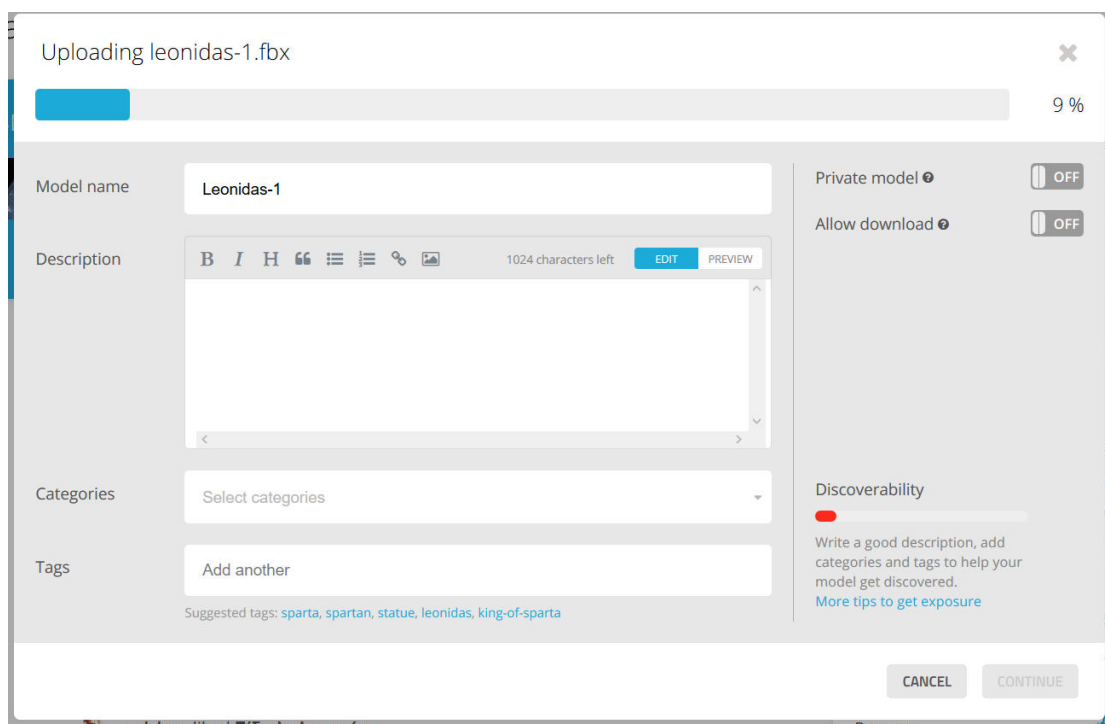 Uploading leonidas-1.fbx
9 %
Model name
Leonidas-1
Private model
OFF
Allow download
OFF
Description
B I H
1024 characters left
EDIT
PREVIEW
Categories
Select categories
Discoverability
Write a good description, add
categories and tags to help your
model get discovered.
More tips to get exposure
Tags
Add another
Suggested tags: sparta, spartan, statue, leonidas, king-of-sparta
CANCEL
CONTINUE